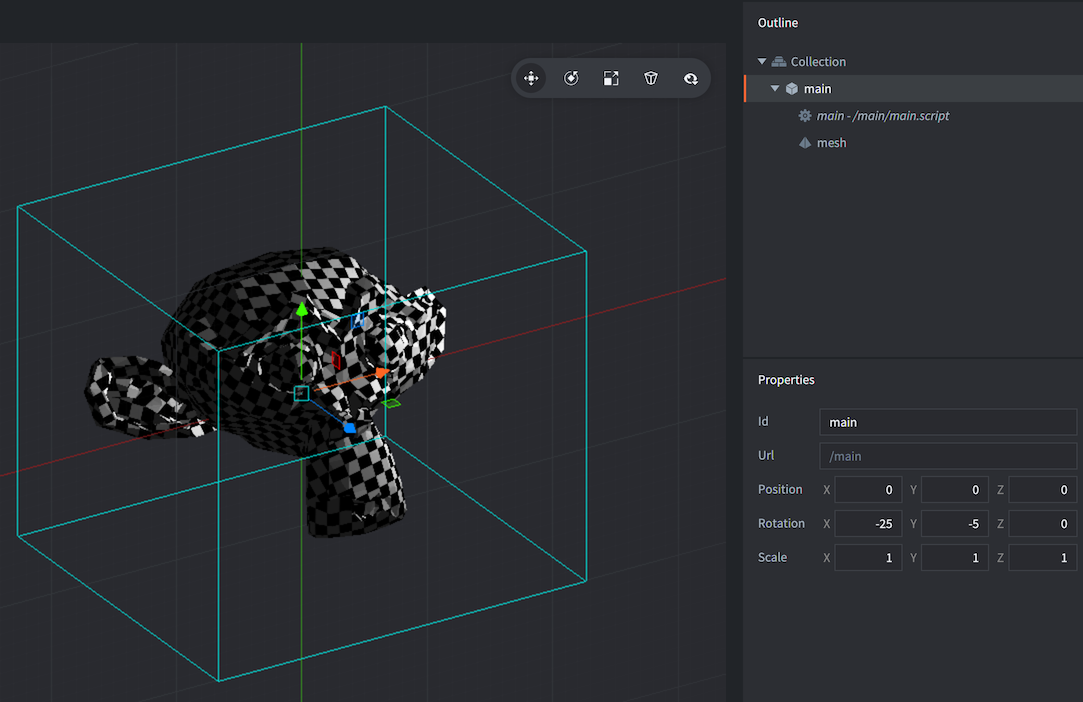 Outline
Collection
main
main - /main/main.script
mesh
Properties
Id main
Url /main
Position X 0 Y 0 Z 0
Rotation X -25 Y -5 Z 0
Scale X 1 Y 1 Z 1